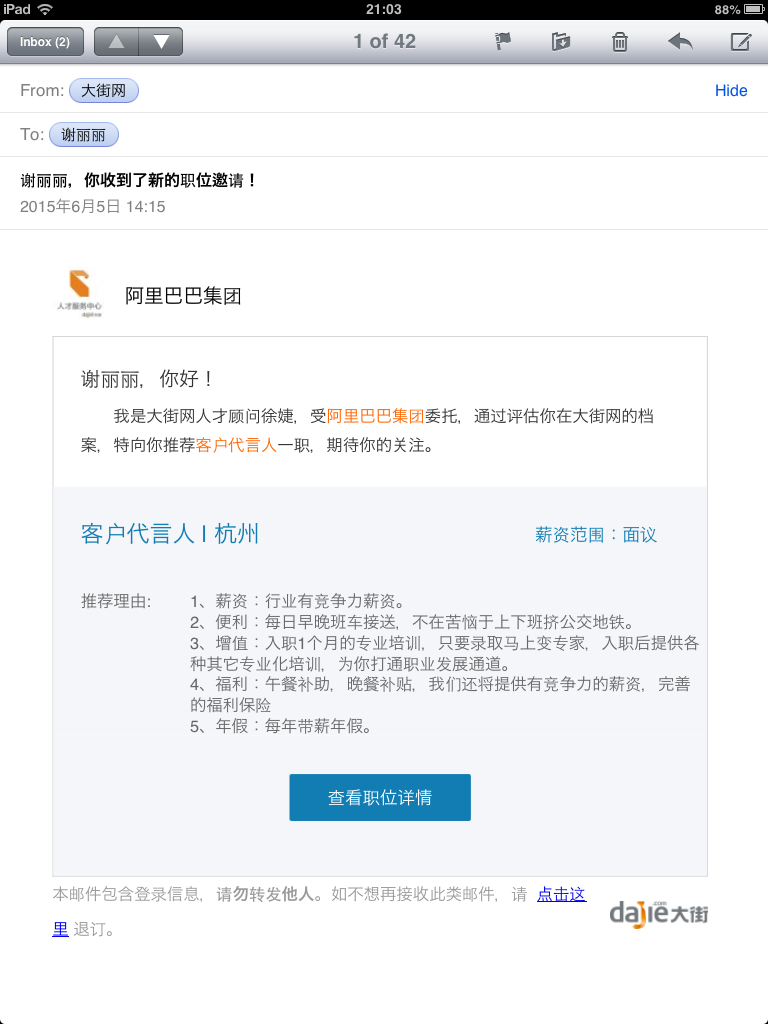 iPad 21:03 88%
Inbox (2) 1 of 42
From: 大街网 Hide
To: 谢丽丽
谢丽丽，你收到了新的职位邀请！
2015年6月5日 14:15
人才服务中心
阿里巴巴集团
谢丽丽，你好！
我是大街网人才顾问徐婕，受阿里巴巴集团委托，通过评估你在大街网的档
案，特向你推荐客户代言人一职，期待你的关注。
客户代言人 | 杭州 薪资范围：面议
推荐理由: 1、薪资：行业有竞争力薪资。
2、便利：每日早晚班车接送，不在苦恼于上下班挤公交地铁。
3、增值：入职1个月的专业培训，只要录取马上变专家，入职后提供各
种其它专业化培训，为你打通职业发展通道。
4、福利：午餐补助，晚餐补贴，我们还将提供有竞争力的薪资，完善
的福利保险
5、年假：每年带薪年假。
查看职位详情
本邮件包含登录信息，请勿转发他人。如不想再接收此类邮件，请 点击这
里 退订。
dajie.com大街